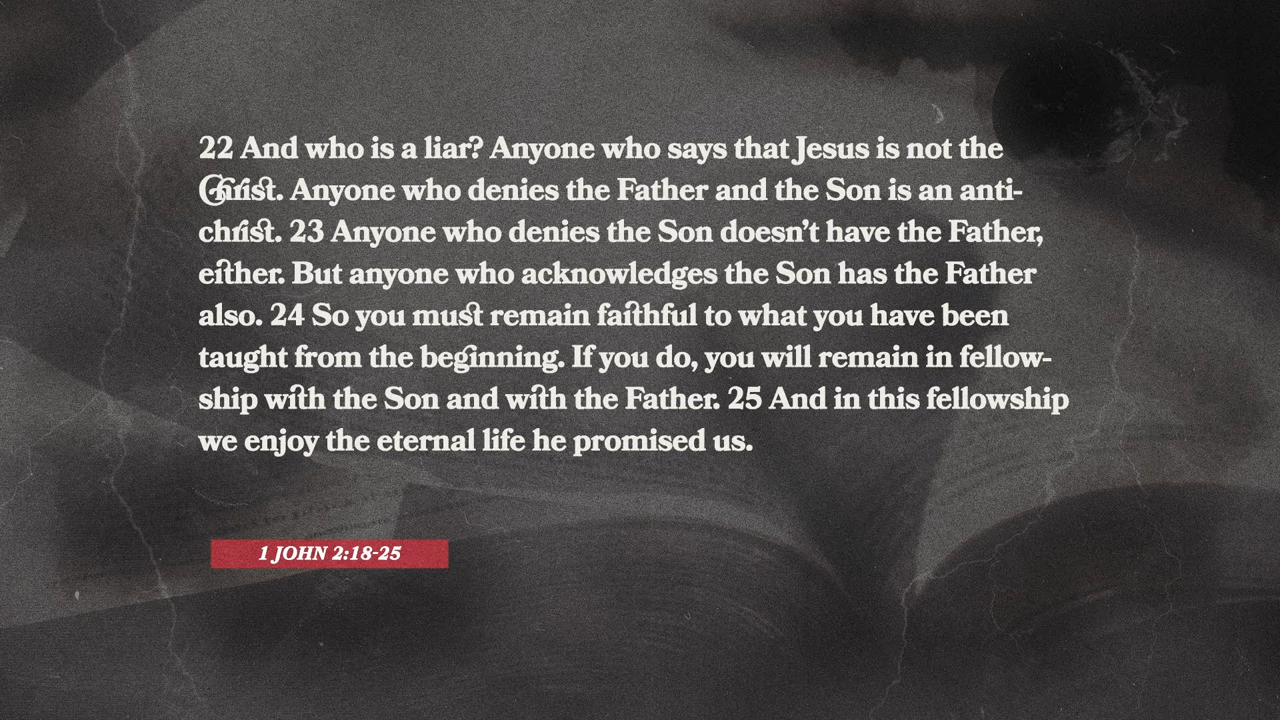 22 And who is a liar? Anyone who says that Jesus is not the
Christ. Anyone who denies the Father and the Son is an anti-
christ. 23 Anyone who denies the Son doesn’t have the Father,
either. But anyone who acknowledges the Son has the Father
also. 24 So you must remain faithful to what you have been
taught from the beginning. If you do, you will remain in fellow-
ship with the Son and with the Father. 25 And in this fellowship
we enjoy the eternal life he promised us.
1 JOHN 2:18-25